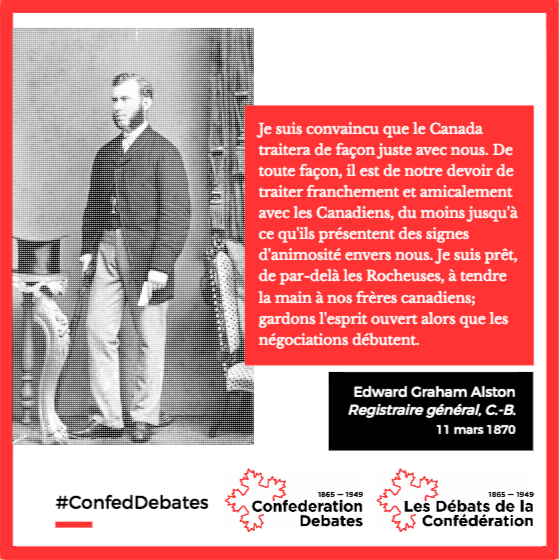 Je suis convaincu que le Canada
traitera de façon juste avec nous. De
toute façon, il est de notre devoir de
traiter franchement et amicalement
avec les Canadiens, du moins jusqu'à
ce qu'ils présentent des signes
d'animosité envers nous. Je suis prêt,
de par-delà les Rocheuses, à tendre
la main à nos frères canadiens;
gardons l'esprit ouvert alors que les
négociations débutent.
Edward Graham Alston
Registraire général, C.-B.
11 mars 1870
#ConfedDebates
1865 — 1949
Confederation
Debates
1865 — 1949
Les Débats de la
Confédération